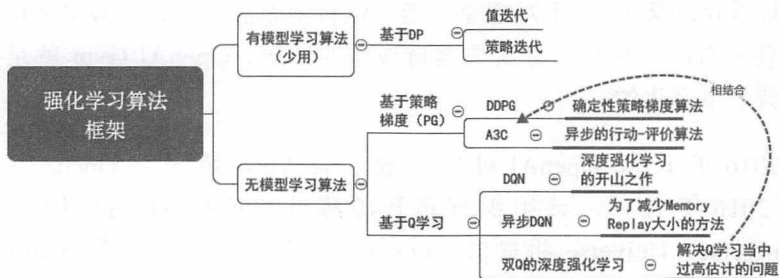 强化学习算法
框架
有模型学习算法
（少用）
基于DP
值迭代
策略迭代
无模型学习算法
基于策略
梯度（PG）
DDPG
确定性策略梯度算法
A3C
异步的行动-评价算法
相结合
基于Q学习
DQN
深度强化学习
的开山之作
异步DQN
为了减少Memory
Replay大小的方法
双Q的深度强化学习
解决Q学习当中
过高估计的问题